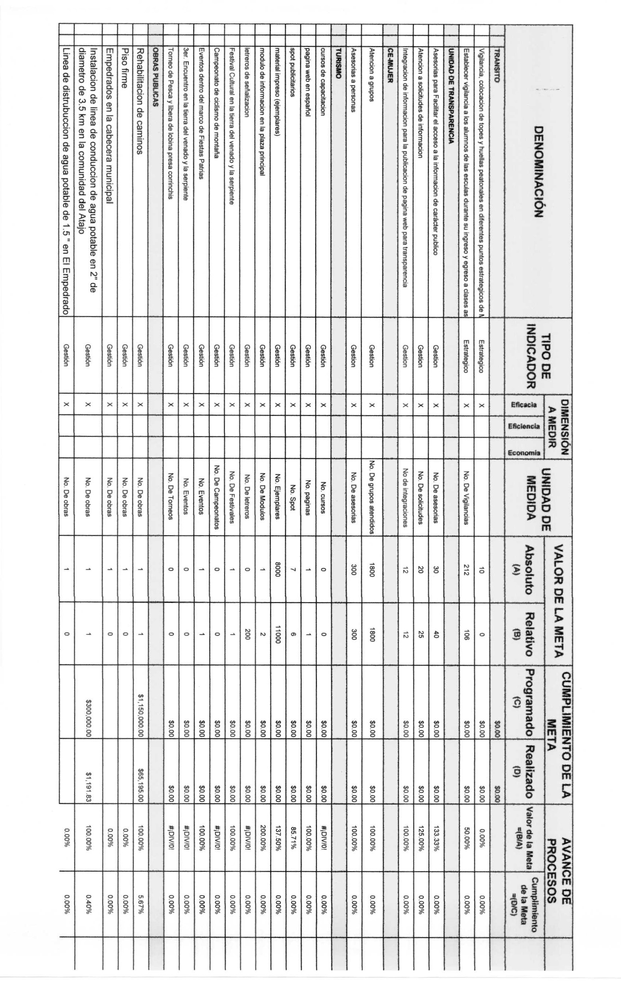 DENOMINACIÓN
TIPO DE INDICADOR
DIMENSIÓN A MEDIR
UNIDAD DE MEDIDA
VALOR DE LA META
CUMPLIMIENTO DE LA META
AVANCE DE PROCESOS
Eficacia Eficiencia Economia
Absoluto (A) Relativo (B) Programado (C) Realizado (D) Valor de la Meta =(B/A) Cumplimiento de la Meta =(D/C)
TRANSITO $0.00 $0.00
Vigilancia, colocacion de topes y huellas peatonales en diferentes puntos estrategicos de Estrategico X 10 0 $0.00 $0.00 0.00% 0.00%
Establecer vigilancia a los alumnos de las esculas durante su ingreso y egreso a clases as Estrategico X No. De Vigilancias 212 106 $0.00 $0.00 50.00% 0.00%
UNIDAD DE TRANSPARENCIA
Asesorias para Facilitar el acceso a la informacion de carácter publico Gestion X No. De asesorias 30 40 $0.00 $0.00 133.33% 0.00%
Atencion a solicitudes de informacion Gestion X No. De solicitudes 20 25 $0.00 $0.00 125.00% 0.00%
Integracion de informacion para la publicacion de pagina web para transparencia Gestion X No de integraciones 12 12 $0.00 $0.00 100.00% 0.00%
CE-MUJER
Atencion a grupos Gestion X No. De grupos atendidos 1800 1800 $0.00 $0.00 100.00% 0.00%
Asesorias a personas Gestion X No. De asesorias 300 300 $0.00 $0.00 100.00% 0.00%
TURISMO
cursos de capacitacion Gestión X No. cursos 0 0 $0.00 $0.00 #¡DIV/0! 0.00%
pagina web en español Gestión X No. paginas 1 1 $0.00 $0.00 100.00% 0.00%
spot publicitarios Gestión X No. Spot 7 6 $0.00 $0.00 85.71% 0.00%
material impreso (ejemplares) Gestión X No. Ejemplares 8000 11000 $0.00 $0.00 137.50% 0.00%
modulo de informacion en la plaza principal Gestión X No. De Modulos 1 2 $0.00 $0.00 200.00% 0.00%
letreros de señalizacion Gestión X No. De letreros 0 200 $0.00 $0.00 #¡DIV/0! 0.00%
Festival Cultural en la tierra del venado y la serpiente Gestión X No. De Festivales 1 1 $0.00 $0.00 100.00% 0.00%
Campeonato de ciclismo de montaña Gestión X No. De Campeonatos 0 0 $0.00 $0.00 #¡DIV/0! 0.00%
Eventos dentro del marco de Fiestas Patrias Gestión X No. Eventos 1 1 $0.00 $0.00 100.00% 0.00%
3er. Encuentro en la tierra del venado y la serpiente Gestión X No. Eventos 0 0 $0.00 $0.00 #¡DIV/0! 0.00%
Torneo de Pesca y libera de lobina presa corrinchis Gestión X No. De Torneos 0 0 $0.00 $0.00 #¡DIV/0! 0.00%
OBRAS PUBLICAS
Rehabilitacion de caminos Gestión X No. De obras 1 1 $1,150,000.00 $65,195.00 100.00% 5.67%
Piso firme Gestión X No. De obras 1 0 0.00% 0.00%
Empedrados en la cabecera municipal Gestión X No. De obras 1 0 0.00% 0.00%
Instalacion de linea de conduccion de agua potable en 2" de
diametro de 3.5 km en la comunidad del Atajo Gestión X No. De obras 1 1 $300,000.00 $1,191.83 100.00% 0.40%
Linea de distrubuccion de agua potable de 1.5 " en El Empedrado Gestión X No. De obras 1 0 0.00% 0.00%